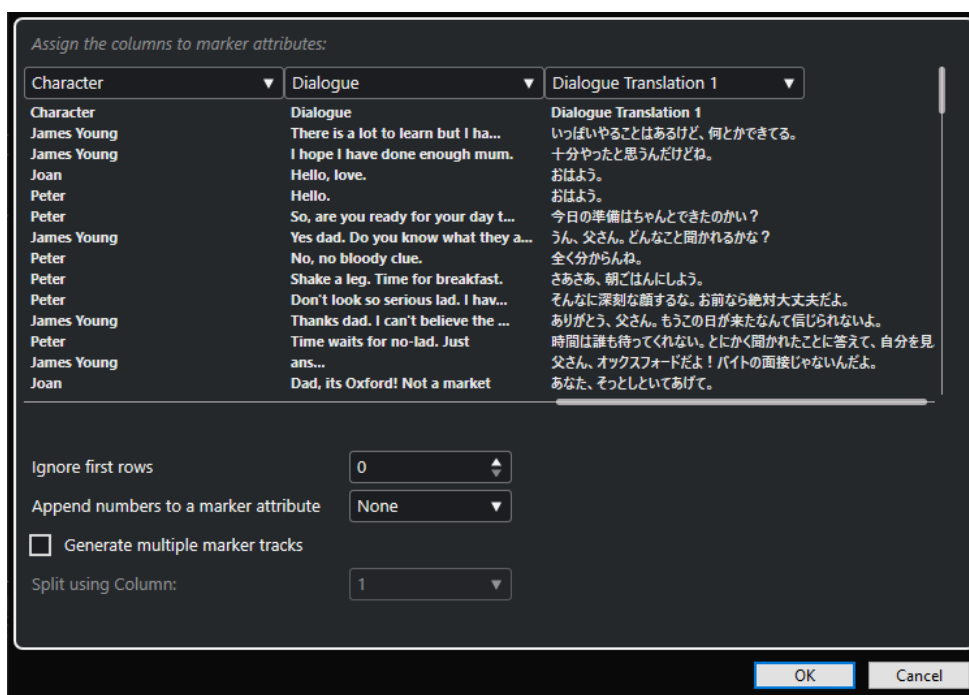 Assign the columns to marker attributes:
Character Dialogue Dialogue Translation 1
Character Dialogue Dialogue Translation 1
James Young There is a lot to learn but I ha... いっぱいやることはあるけど、何とかできてる。
James Young I hope I have done enough mum. 十分やったと思うんだけどね。
Joan Hello, love. おはよう。
Peter Hello. おはよう。
Peter So, are you ready for your day t... 今日の準備はちゃんとできたのかい？
James Young Yes dad. Do you know what they a... うん、父さん。どんなこと聞かれるかな？
Peter No, no bloody clue. 全く分からんね。
Peter Shake a leg. Time for breakfast. さあさあ、朝ごはんにしよう。
Peter Don't look so serious lad. I hav... そんなに深刻な顔するな。お前なら絶対大丈夫だよ。
James Young Thanks dad. I can't believe the ... ありがとう、父さん。もうこの日が来たなんて信じられないよ。
Peter Time waits for no-lad. Just 時間は誰も待ってくれない。とにかく聞かれたことに答えて、自分を見
James Young ans... 父さん、オックスフォードだよ！バイトの面接じゃないんだよ。
Joan Dad, its Oxford! Not a market あなた、そっとしといてあげて。
Ignore first rows 0
Append numbers to a marker attribute None
Generate multiple marker tracks
Split using Column: 1
OK Cancel